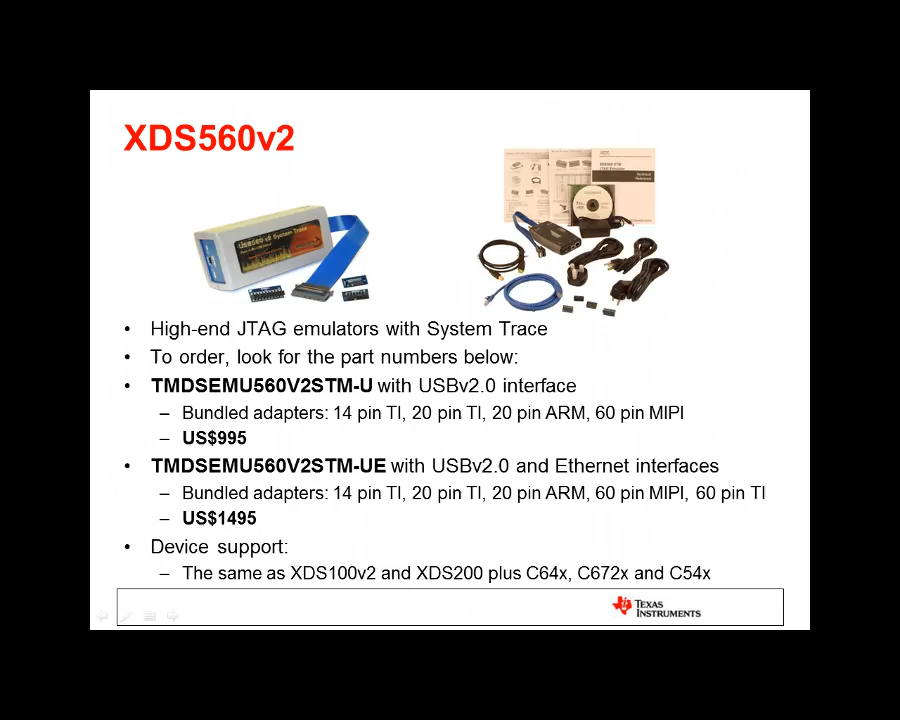 XDS560v2
USB560 v2 System Trace
• High-end JTAG emulators with System Trace
• To order, look for the part numbers below:
• TMDSEMU560V2STM-U with USBv2.0 interface
– Bundled adapters: 14 pin TI, 20 pin TI, 20 pin ARM, 60 pin MIPI
– US$995
• TMDSEMU560V2STM-UE with USBv2.0 and Ethernet interfaces
– Bundled adapters: 14 pin TI, 20 pin TI, 20 pin ARM, 60 pin MIPI, 60 pin TI
– US$1495
• Device support:
– The same as XDS100v2 and XDS200 plus C64x, C672x and C54x
TEXAS
INSTRUMENTS